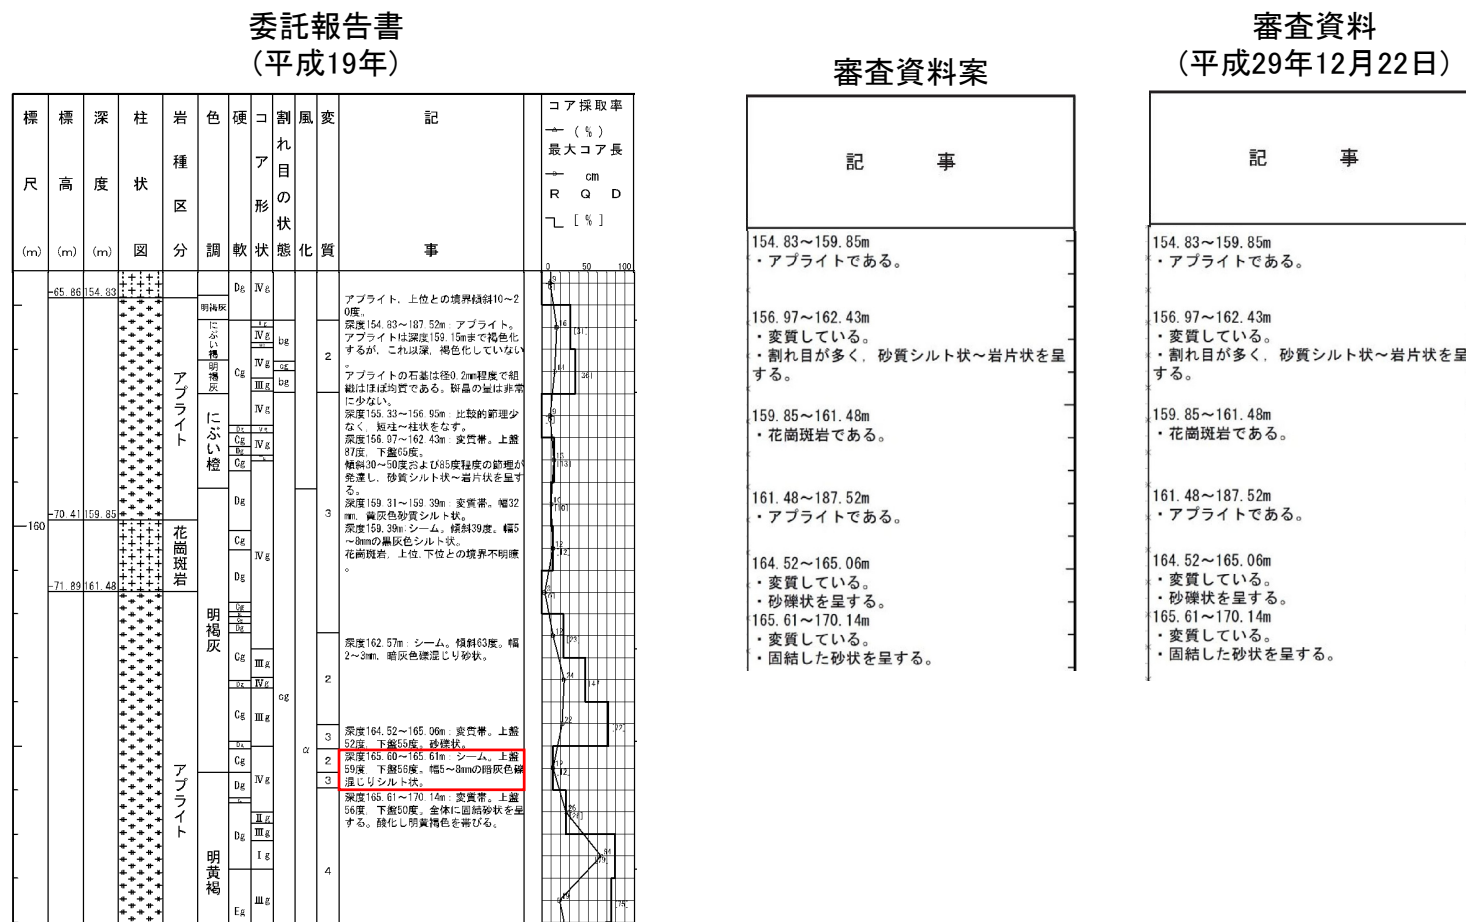 委託報告書
(平成19年)
審査資料案
審査資料
(平成29年12月22日)
標尺(m)
標高(m)
深度(m)
柱状図
岩種区分
色調
硬軟
コア形状
割れ目の状態
風化
変質
記事
コア採取率
(%)
最大コア長
cm
RQD
[%]
0 50 100
-65.86 154.83
-70.41 159.85
-160
-71.89 161.48
アプライト
花崗斑岩
アプライト
明褐灰
にぶい褐
明褐灰
にぶい橙
明褐灰
明黄褐
アプライト、上位との境界傾斜10~2
0度。
深度154.83~187.52m:アプライト。
アプライトは深度159.15mまで褐色化
するが、これ以深、褐色化していない
。
アプライトの石基は径0.2mm程度で組
織はほぼ均質である。斑晶の量は非常
に少ない。
深度155.33~156.95m:比較的節理少
なく、短柱~柱状をなす。
深度156.97~162.43m:変質帯。上盤
87度、下盤65度。
傾斜30~50度および85度程度の節理が
発達し、砂質シルト状~岩片状を呈す
る。
深度159.31~159.39m:変質帯。幅32
mm、黄灰色砂質シルト状。
深度159.39m:シーム。傾斜39度。幅5
~8mmの黒灰色シルト状。
花崗斑岩、上位,下位との境界不明瞭
。
深度162.57m:シーム。傾斜63度。幅
2~3mm、暗灰色礫混じり砂状。
深度164.52~165.06m:変質帯。上盤
52度、下盤55度。砂礫状。
深度165.60~165.61m:シーム。上盤
59度、下盤56度。幅5~8mmの暗灰色礫
混じりシルト状。
深度165.61~170.14m:変質帯。上盤
56度、下盤50度。全体に固結砂状を呈
する。酸化し明黄褐色を帯びる。
記 事
154.83~159.85m
・アプライトである。
156.97~162.43m
・変質している。
・割れ目が多く、砂質シルト状~岩片状を呈
する。
159.85~161.48m
・花崗斑岩である。
161.48~187.52m
・アプライトである。
164.52~165.06m
・変質している。
・砂礫状を呈する。
165.61~170.14m
・変質している。
・固結した砂状を呈する。
記 事
154.83~159.85m
・アプライトである。
156.97~162.43m
・変質している。
・割れ目が多く、砂質シルト状~岩片状を呈
する。
159.85~161.48m
・花崗斑岩である。
161.48~187.52m
・アプライトである。
164.52~165.06m
・変質している。
・砂礫状を呈する。
165.61~170.14m
・変質している。
・固結した砂状を呈する。